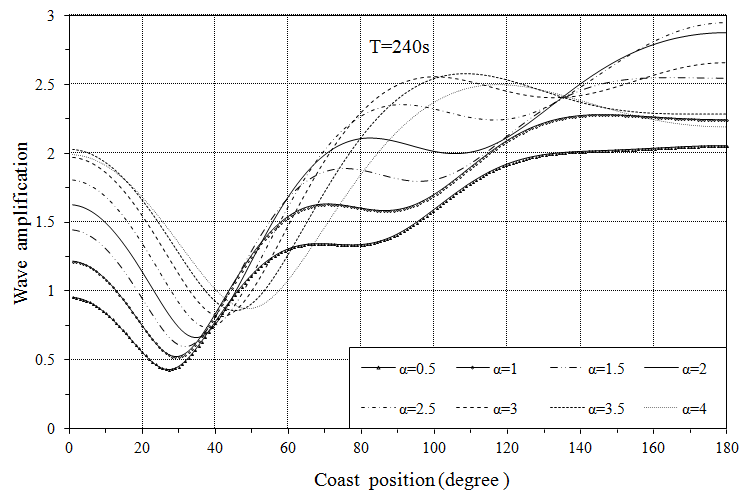 3
T=240s
2.5
2
1.5
1
0.5
0
Wave amplification
α=0.5 α=1 α=1.5 α=2
α=2.5 α=3 α=3.5 α=4
0 20 40 60 80 100 120 140 160 180
Coast position (degree )